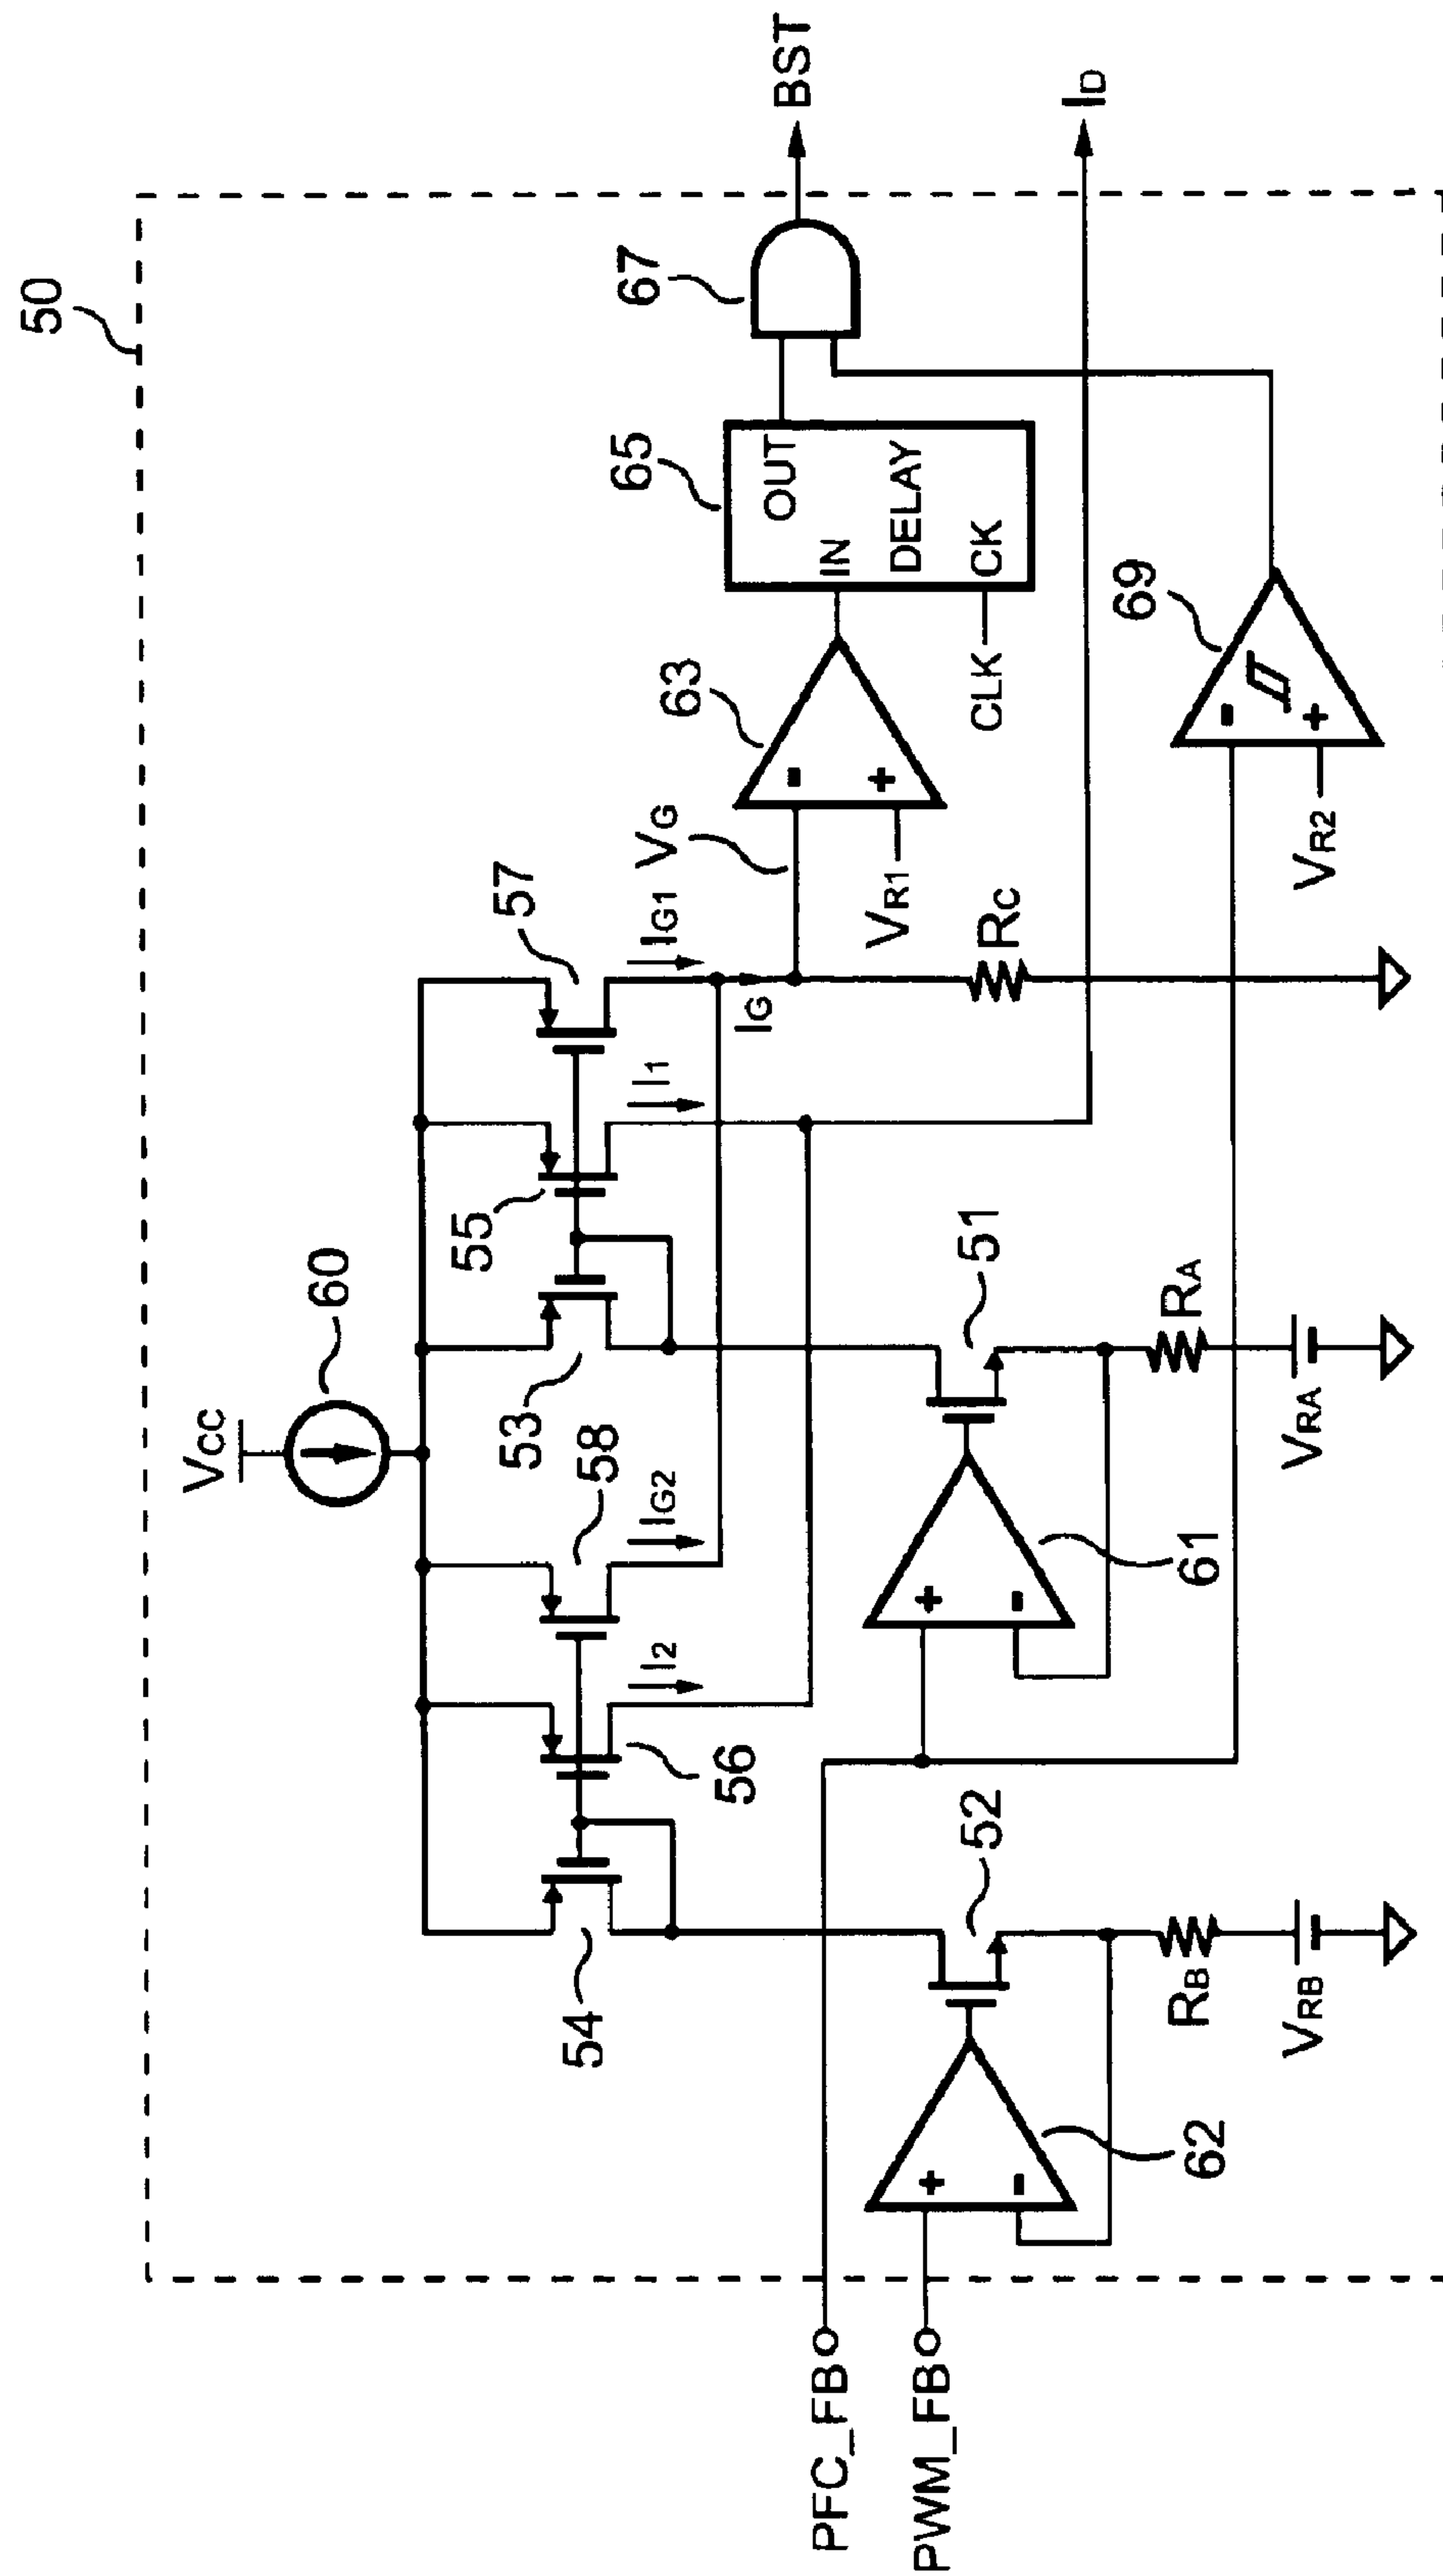 50
VCC
60
54
56
I2
58
IG2
53
55
I1
57
IG1
IG
VG
VR1
RC
63
65
IN
OUT
DELAY
CK
CLK
67
BST
ID
PFC_FB
PWM_FB
62
52
RB
VRB
61
51
RA
VRA
69
VR2
+
-
+
-
-
+
-
+